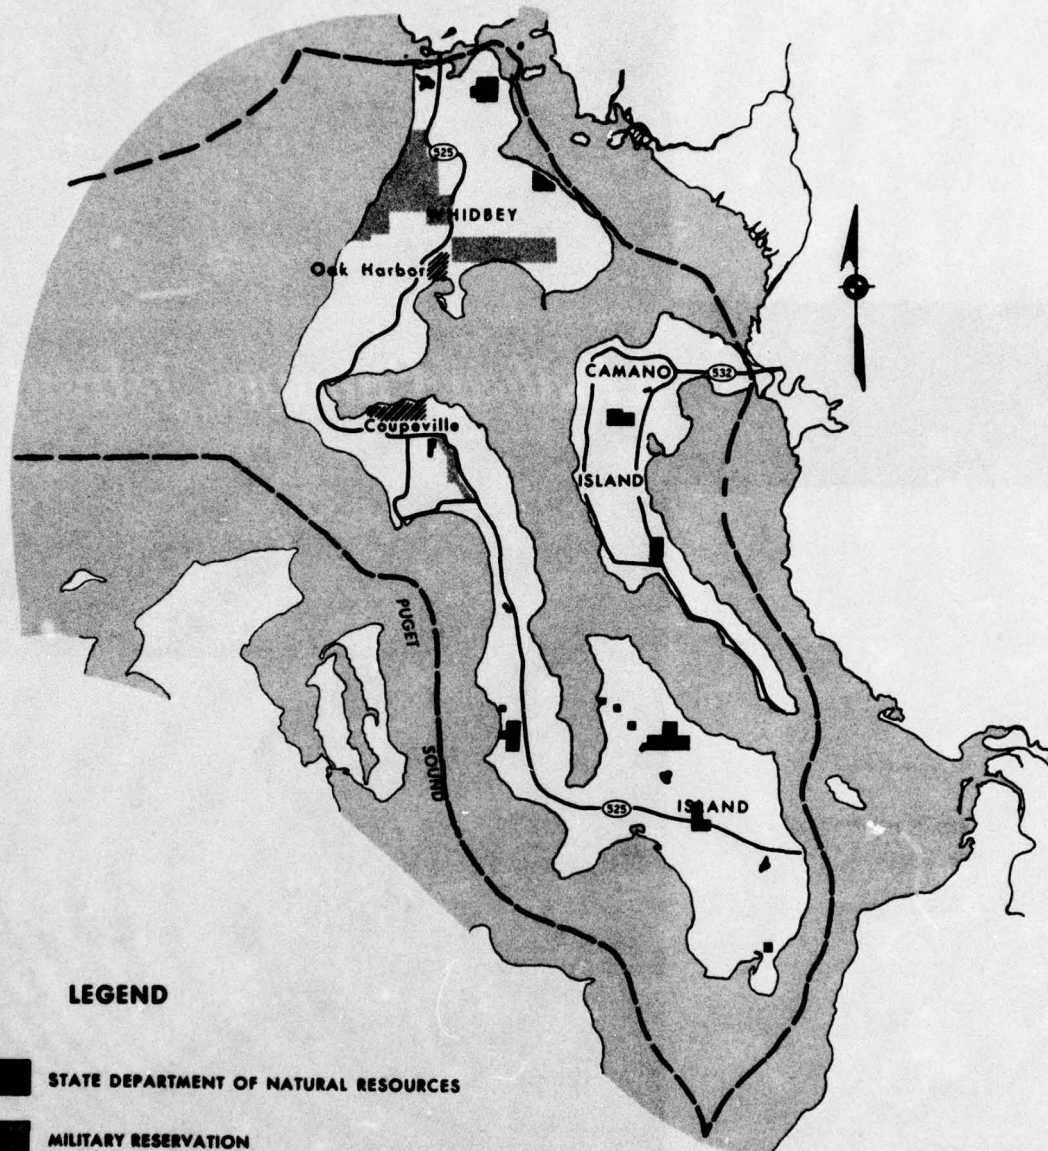 525
WHIDBEY
Oak Harbor
CAMANO
532
Coupeville
ISLAND
PUGET
SOUND
525
ISLAND
LEGEND
STATE DEPARTMENT OF NATURAL RESOURCES
MILITARY RESERVATION